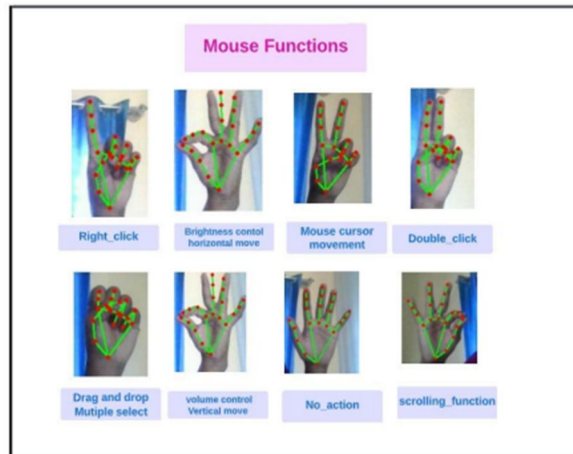 Mouse Functions
Right_click
Brightness contol
horizontal move
Mouse cursor
movement
Double_click
Drag and drop
Mutiple select
volume control
Vertical move
No_action
scrolling_function